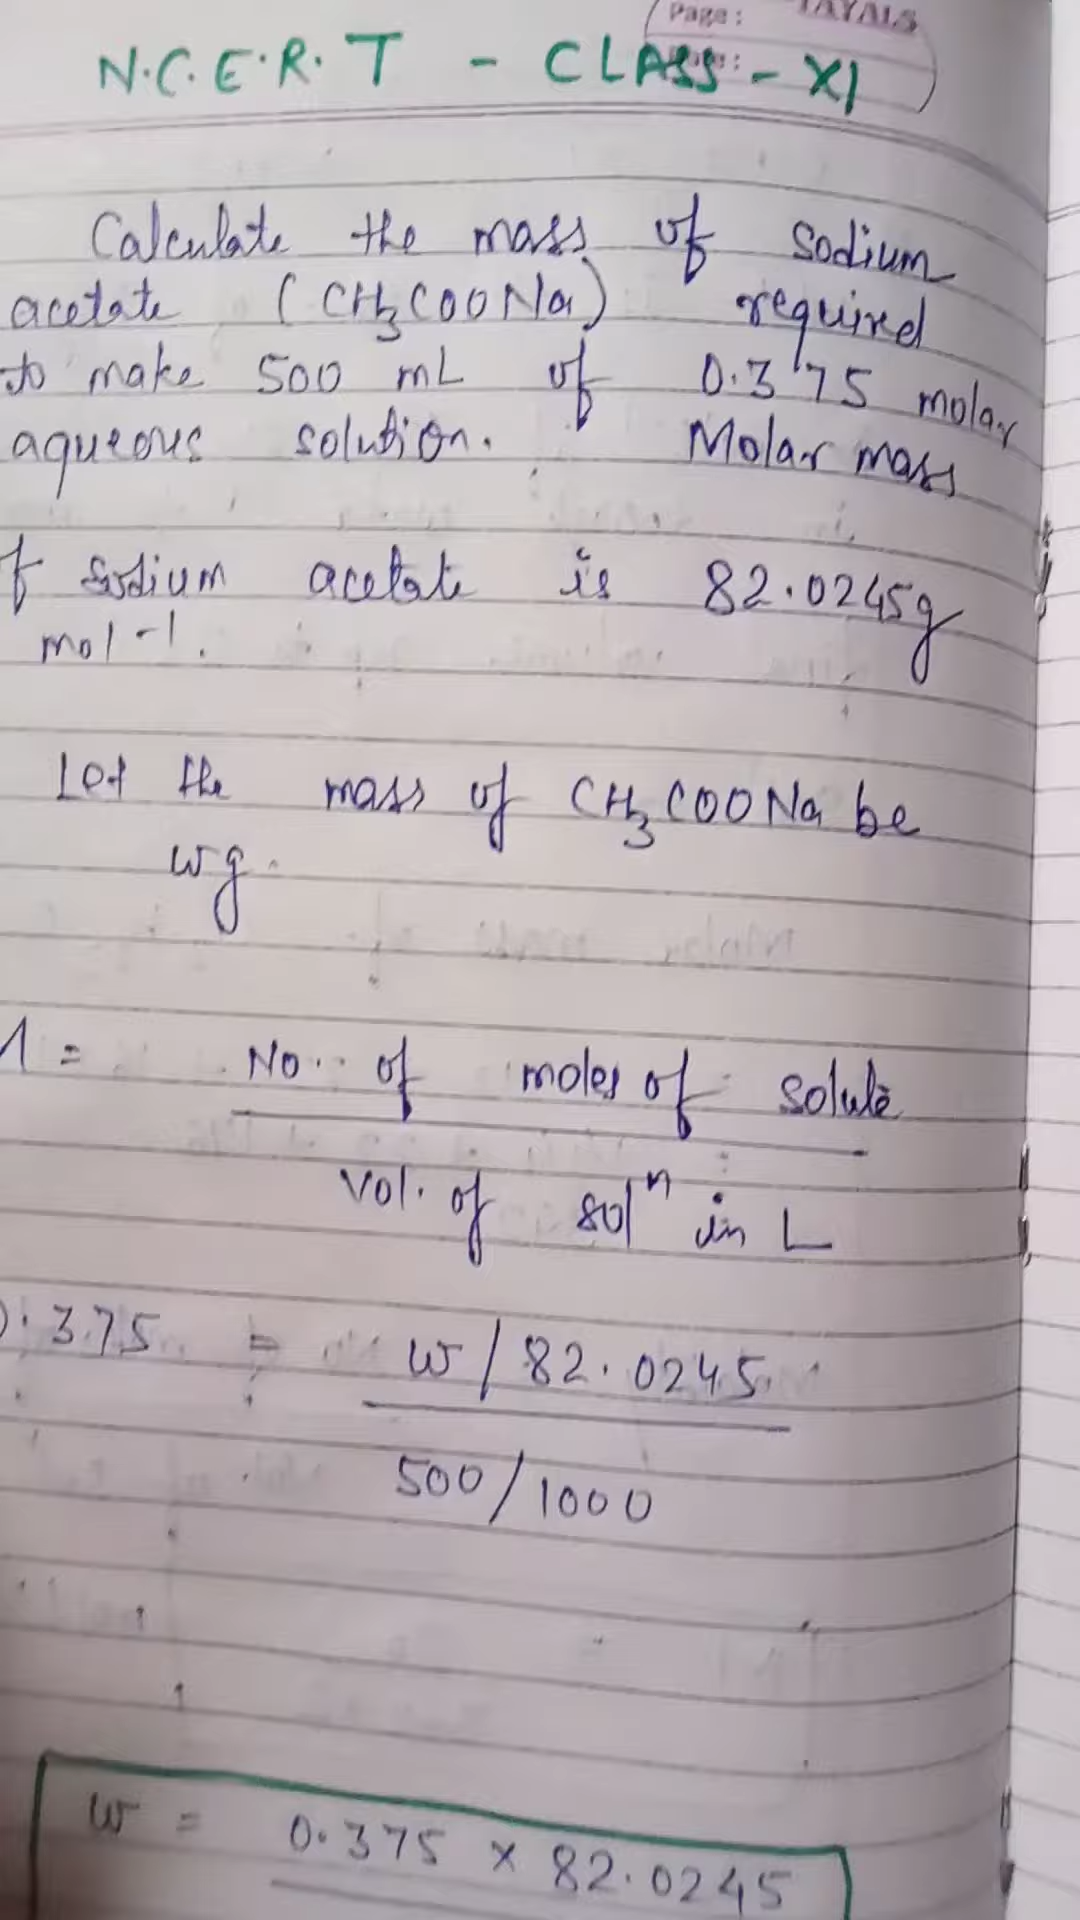 Page: TAYALS
N.C.E.R.T - CLASS - XI
Calculate the mass of sodium
acetate (CH3COONa) required
to make 500 mL of 0.375 molar
aqueous solution. Molar mass
f sodium acetate is 82.0245g
mol-1.
Let the mass of CH3COONa be
wg.
= No. of moles of solute
Vol. of solⁿ in L
0.375 = w/82.0245
500/1000
w = 0.375 x 82.0245